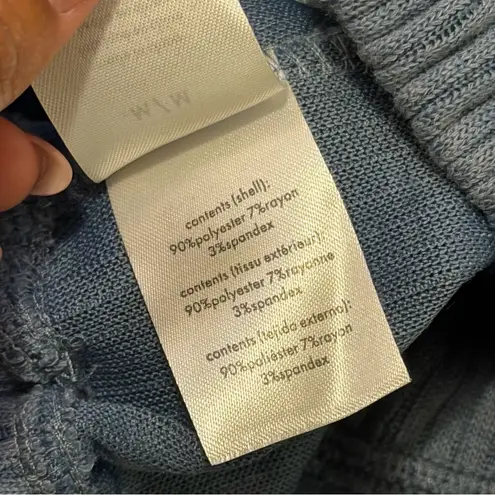 M/M
contents (shell):
90%polyester 7%rayon
3%spandex
contents (tissu extérieur):
90%polyester 7%rayonne
3%spandex
contents (tejido externo):
90%poliéster 7%rayon
3%spandex